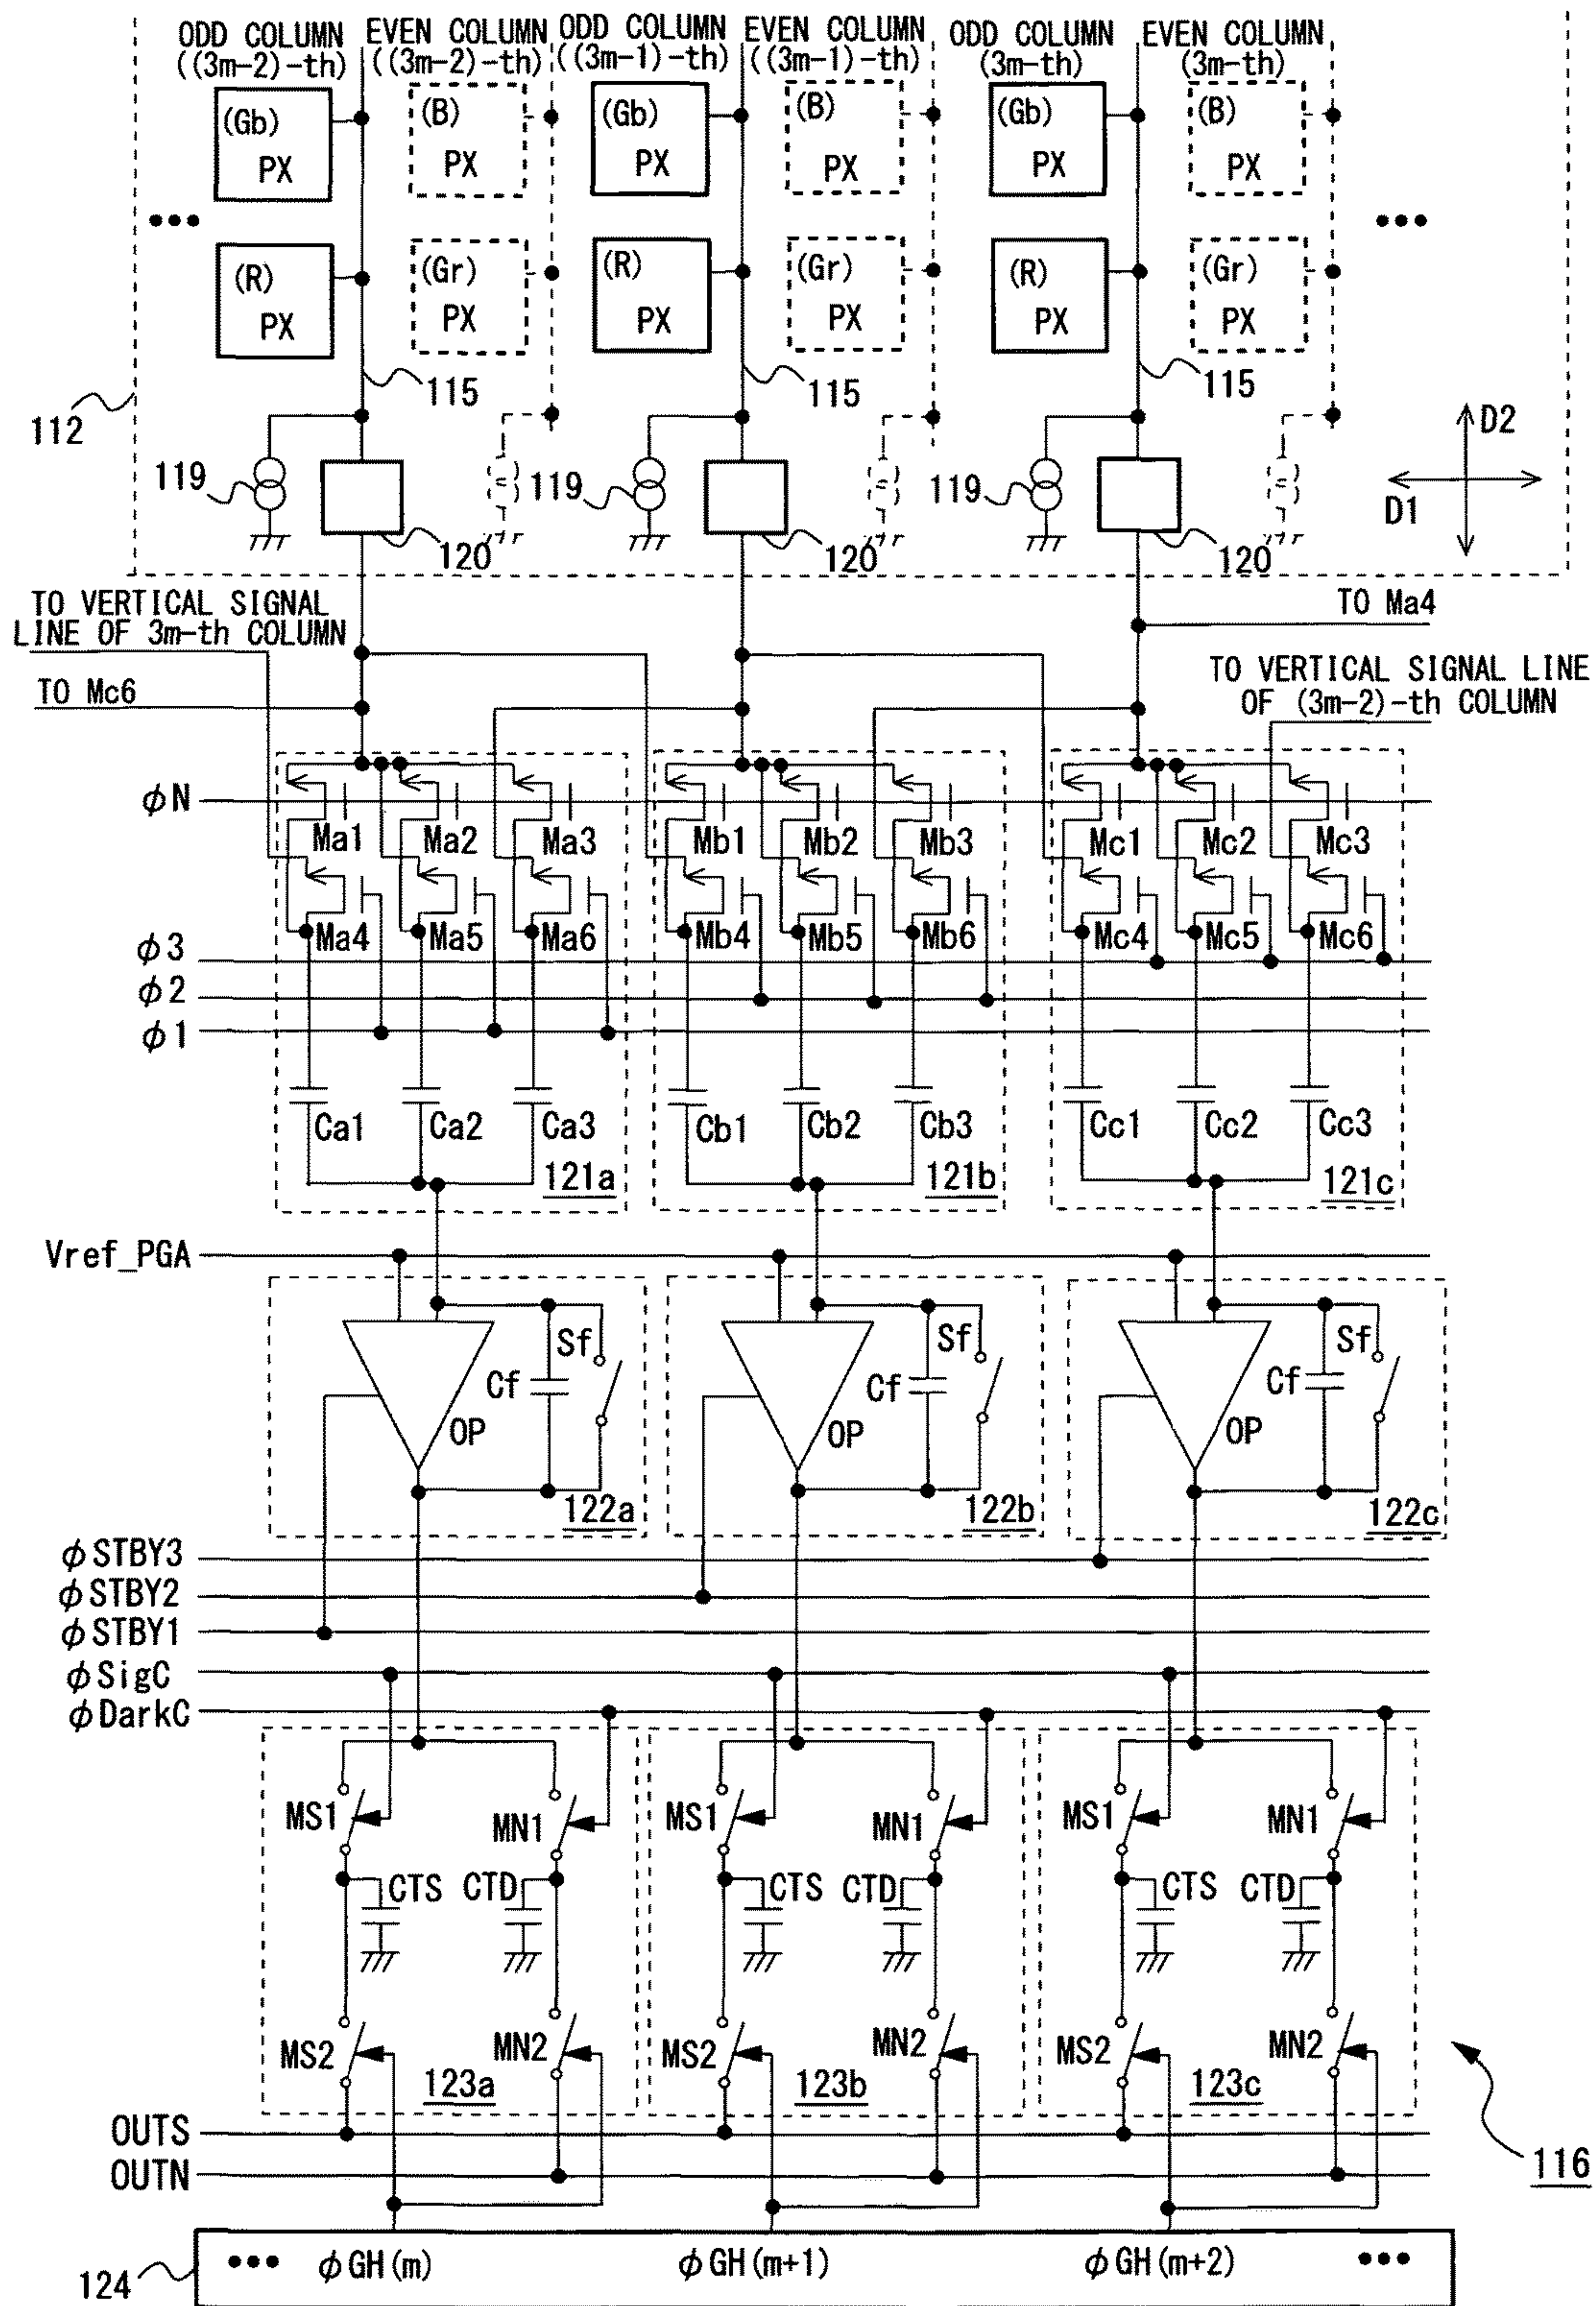 ODD COLUMN EVEN COLUMN ODD COLUMN EVEN COLUMN ODD COLUMN EVEN COLUMN
((3m-2)-th) ((3m-2)-th) ((3m-1)-th) ((3m-1)-th) (3m-th) (3m-th)
(Gb) (B) (Gb) (B) (Gb) (B)
PX PX PX PX PX PX
••• •••
(R) (Gr) (R) (Gr) (R) (Gr)
PX PX PX PX PX PX
115 115 115
112 D2
119 119 119 D1
120 120 120
TO VERTICAL SIGNAL
LINE OF 3m-th COLUMN
TO Ma4
TO Mc6
TO VERTICAL SIGNAL LINE
OF (3m-2)-th COLUMN
φN
Ma1 Ma2 Ma3 Mb1 Mb2 Mb3 Mc1 Mc2 Mc3
Ma4 Ma5 Ma6 Mb4 Mb5 Mb6 Mc4 Mc5 Mc6
φ3
φ2
φ1
Ca1 Ca2 Ca3 Cb1 Cb2 Cb3 Cc1 Cc2 Cc3
121a 121b 121c
Vref_PGA
Sf Sf Sf
Cf Cf Cf
OP OP OP
122a 122b 122c
φSTBY3
φSTBY2
φSTBY1
φSigC
φDarkC
MS1 MN1 MS1 MN1 MS1 MN1
CTS CTD CTS CTD CTS CTD
MS2 MN2 MS2 MN2 MS2 MN2
123a 123b 123c
OUTS
OUTN
116
••• φGH(m) φGH(m+1) φGH(m+2) •••
124